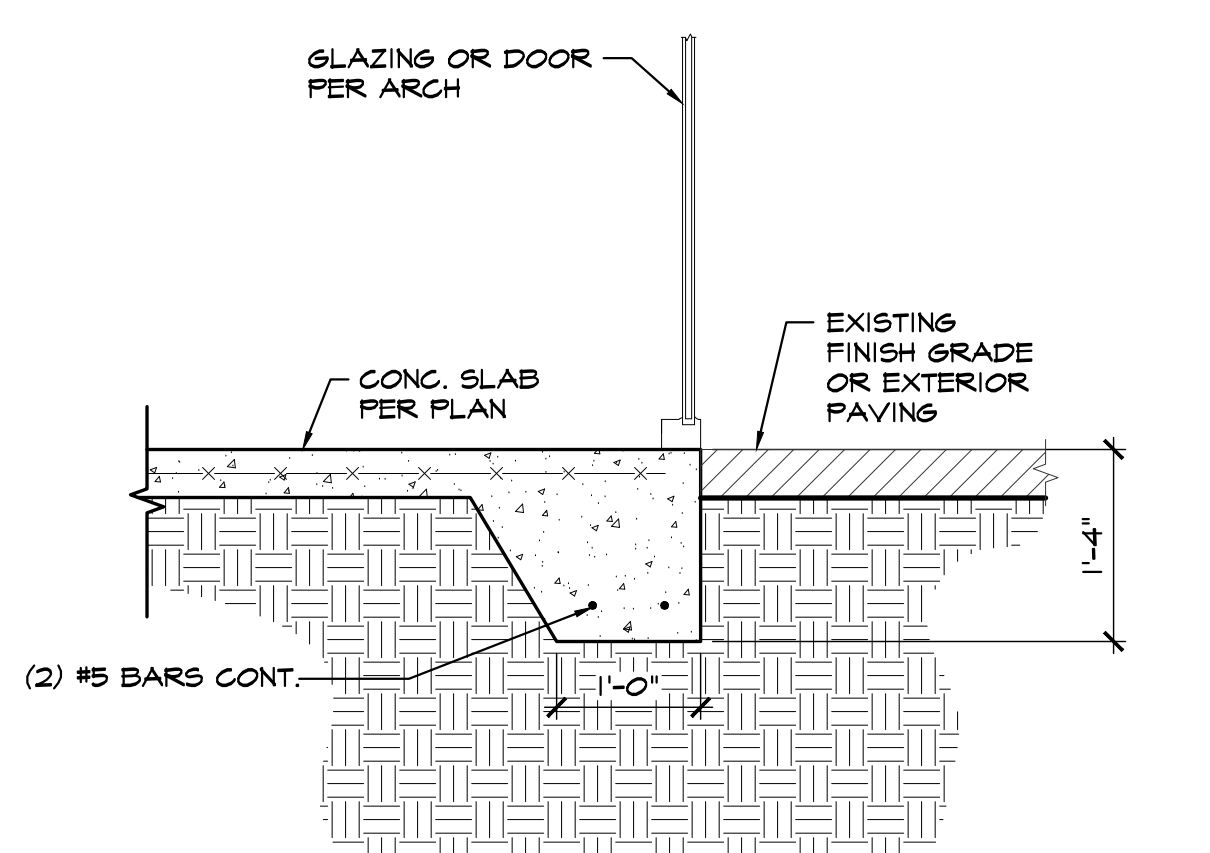 GLAZING OR DOOR
PER ARCH
EXISTING
FINISH GRADE
OR EXTERIOR
PAVING
CONC. SLAB
PER PLAN
1'-4"
(2) #5 BARS CONT.
1'-0"